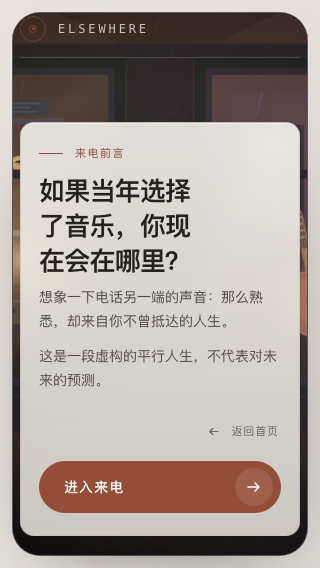 ELSEWHERE
来电前言
如果当年选择
了音乐，你现
在会在哪里？
想象一下电话另一端的声音：那么熟
悉，却来自你不曾抵达的人生。
这是一段虚构的平行人生，不代表对未
来的预测。
← 返回首页
进入来电 →